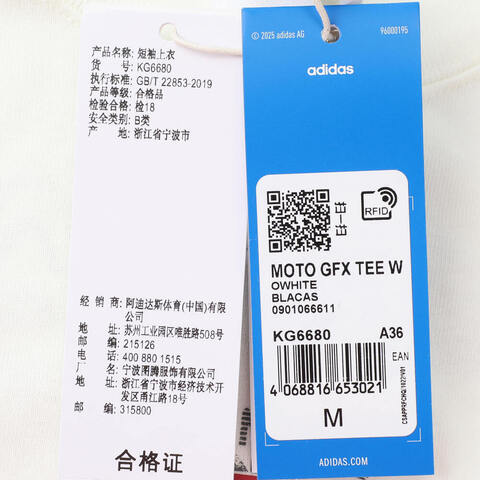 产品名称: 短袖上衣
货 号: KG6680
执行标准: GB/T 22853-2019
产品等级: 合格品
检验合格: 检18
安全类别: B类
产 地: 浙江省宁波市
经 销 商: 阿迪达斯体育(中国)有限
公司
地 址: 苏州工业园区唯胜路508号
邮 编: 215126
电 话: 400 880 1515
厂 名: 宁波图腾服饰有限公司
地 址: 浙江省宁波市经济技术开
发区甬江路18号
邮 编: 315800
合格证
© 2025 adidas AG
96000195
adidas
RFID
MOTO GFX TEE W
OWHITE
BLACAS
0901066611
KG6680 A36
EAN
4 068816 653021
M
ADIDAS.COM